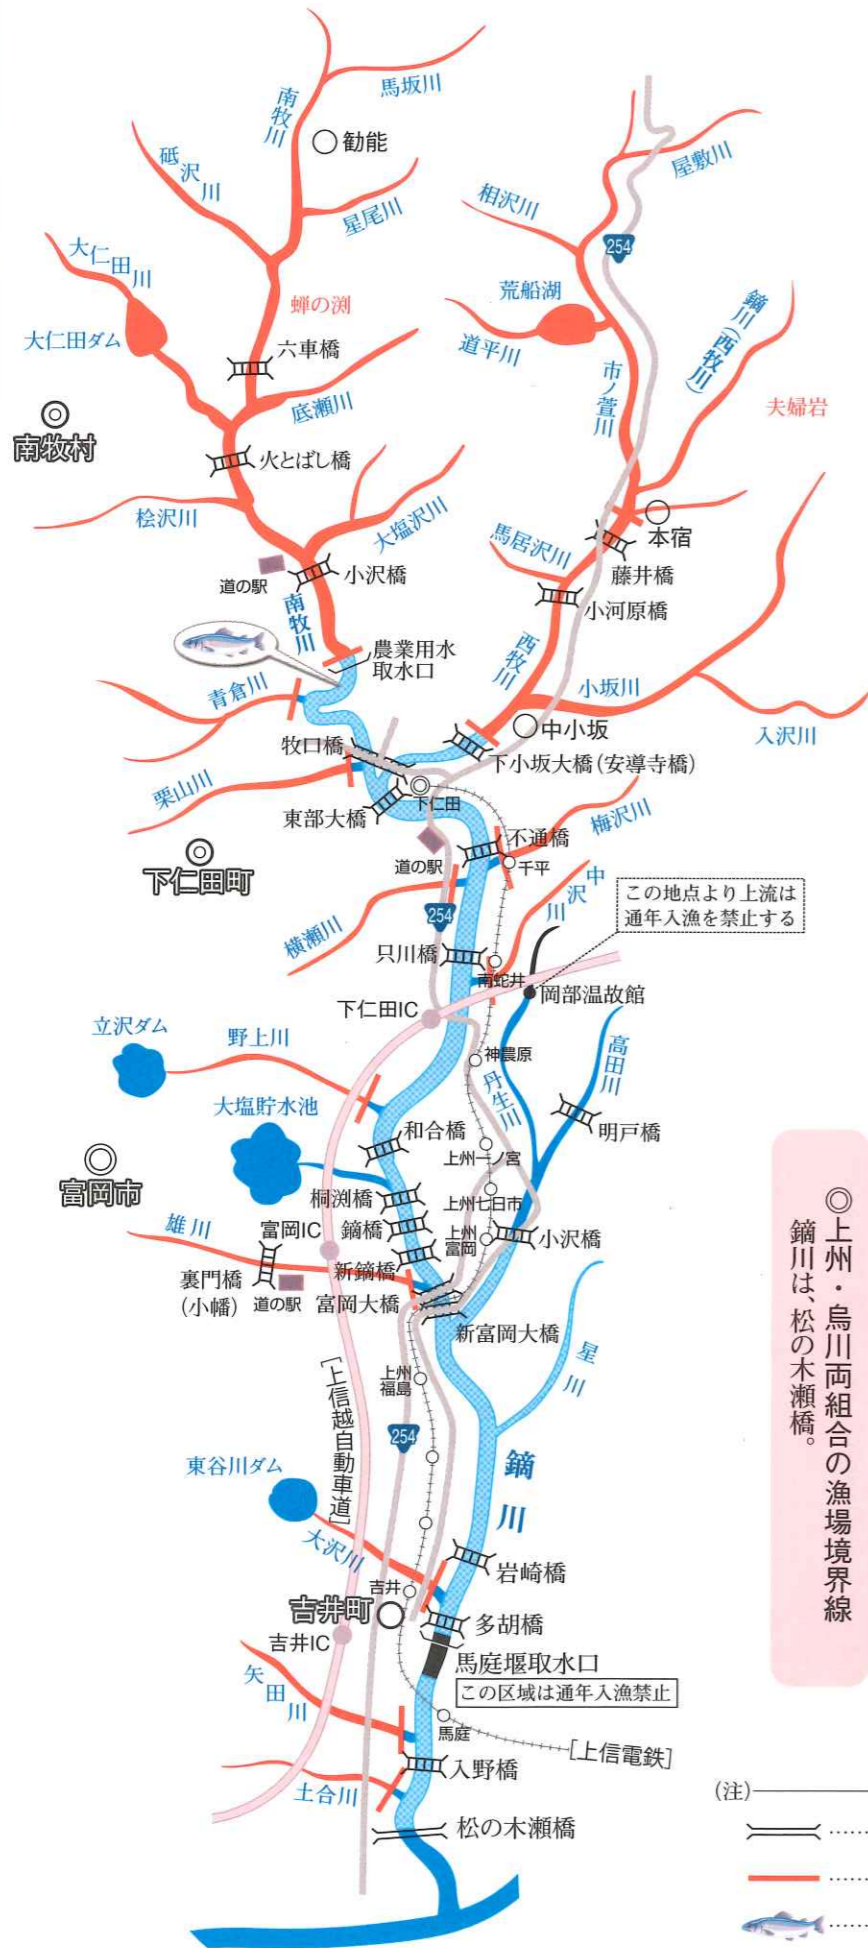 馬坂川
南牧川
勧能
砥沢川
屋敷川
星尾川
相沢川
254
大仁田川
荒船湖
鏑川(西牧川)
蝉の渕
大仁田ダム
六車橋
道平川
市ノ萱川
底瀬川
夫婦岩
南牧村
火とばし橋
桧沢川
大塩沢川
本宿
馬居沢川
藤井橋
道の駅
小沢橋
小河原橋
南牧川
農業用水
取水口
西牧川
青倉川
小坂川
中小坂
入沢川
牧口橋
下小坂大橋(安導寺橋)
栗山川
下仁田
東部大橋
梅沢川
不通橋
道の駅
千平
下仁田町
中沢川
この地点より上流は
通年入漁を禁止する
254
横瀬川
只川橋
南蛇井
岡部温故館
下仁田IC
立沢ダム
野上川
神農原
高田川
丹生川
大塩貯水池
和合橋
明戸橋
上州一ノ宮
富岡市
桐渕橋
上州七日市
鏑橋
上州
富岡
小沢橋
雄川
富岡IC
新鏑橋
裏門橋
(小幡)
道の駅
富岡大橋
新富岡大橋
星川
上州
福島
[上信越自動車道]
254
鏑川
東谷川ダム
大沢川
岩崎橋
吉井
吉井町
多胡橋
吉井IC
馬庭堰取水口
この区域は通年入漁禁止
矢田川
馬庭
[上信電鉄]
入野橋
土合川
松の木瀬橋
◎上州・烏川両組合の漁場境界線
鏑川は、松の木瀬橋。
(注)